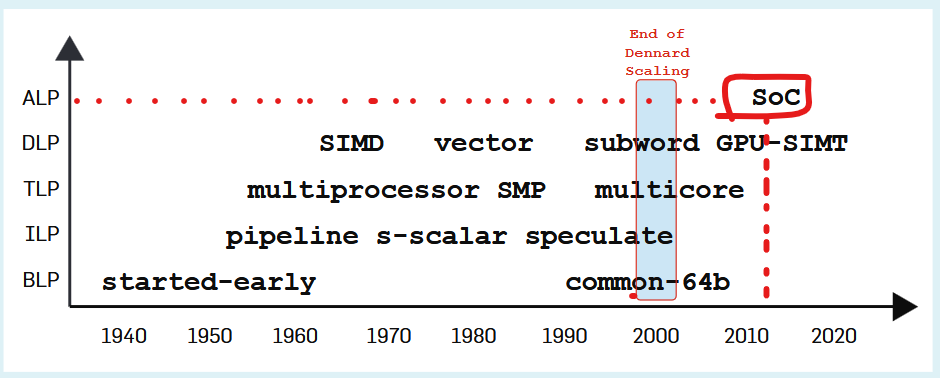 End of
Dennard
Scaling
ALP SoC
DLP SIMD vector subword GPU-SIMT
TLP multiprocessor SMP multicore
ILP pipeline s-scalar speculate
BLP started-early common-64b
1940 1950 1960 1970 1980 1990 2000 2010 2020